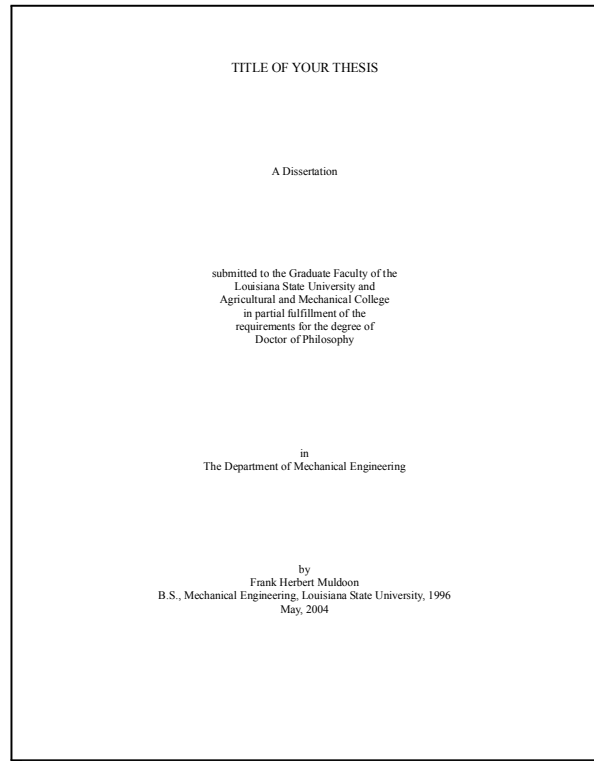 TITLE OF YOUR THESIS
A Dissertation
submitted to the Graduate Faculty of the
Louisiana State University and
Agricultural and Mechanical College
in partial fulfillment of the
requirements for the degree of
Doctor of Philosophy
in
The Department of Mechanical Engineering
by
Frank Herbert Muldoon
B.S., Mechanical Engineering, Louisiana State University, 1996
May, 2004